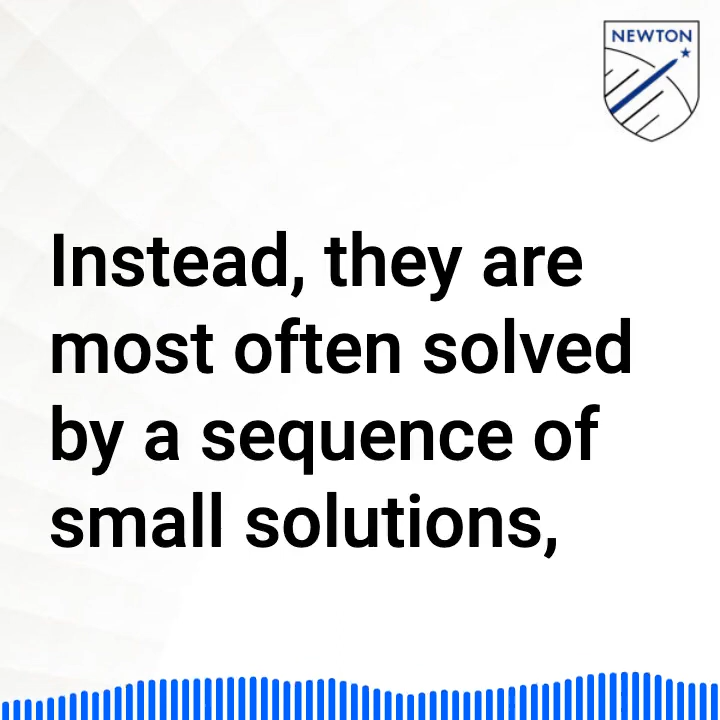 NEWTON
Instead, they are
most often solved
by a sequence of
small solutions,